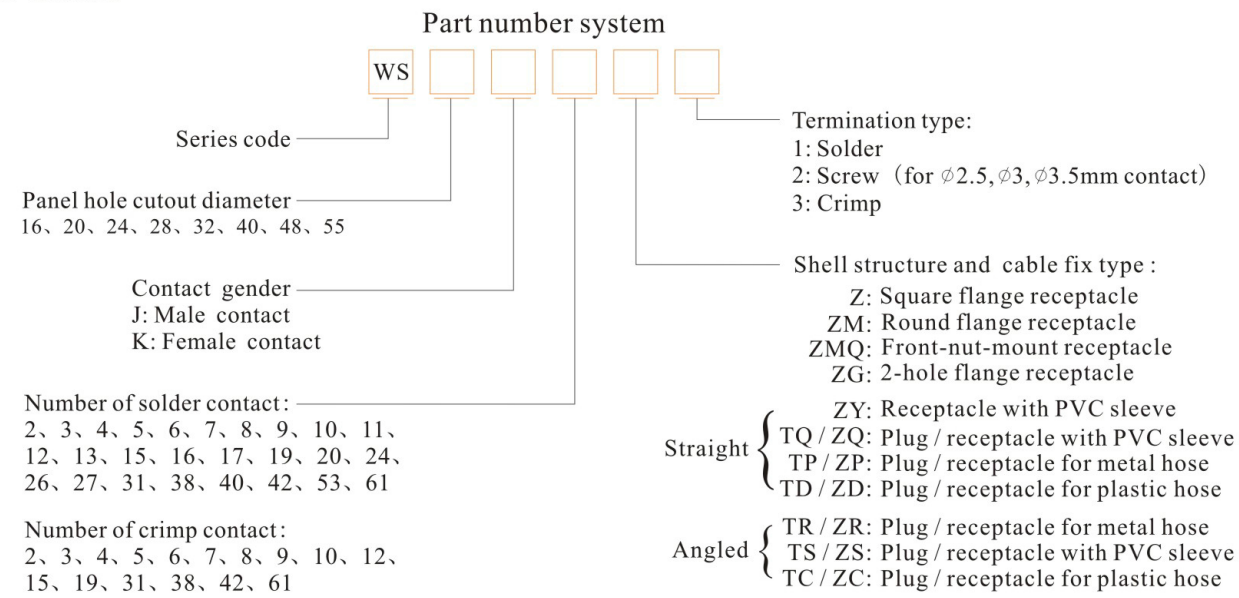 Part number system
WS
Series code
Panel hole cutout diameter
16、20、24、28、32、40、48、55
Contact gender
J: Male contact
K: Female contact
Number of solder contact:
2、3、4、5、6、7、8、9、10、11、
12、13、15、16、17、19、20、24、
26、27、31、38、40、42、53、61
Number of crimp contact:
2、3、4、5、6、7、8、9、10、12、
15、19、31、38、42、61
Termination type:
1: Solder
2: Screw（for ∅2.5,∅3,∅3.5mm contact）
3: Crimp
Shell structure and cable fix type :
Z: Square flange receptacle
ZM: Round flange receptacle
ZMQ: Front-nut-mount receptacle
ZG: 2-hole flange receptacle
Straight
ZY: Receptacle with PVC sleeve
TQ / ZQ: Plug / receptacle with PVC sleeve
TP / ZP: Plug / receptacle for metal hose
TD / ZD: Plug / receptacle for plastic hose
Angled
TR / ZR: Plug / receptacle for metal hose
TS / ZS: Plug / receptacle with PVC sleeve
TC / ZC: Plug / receptacle for plastic hose